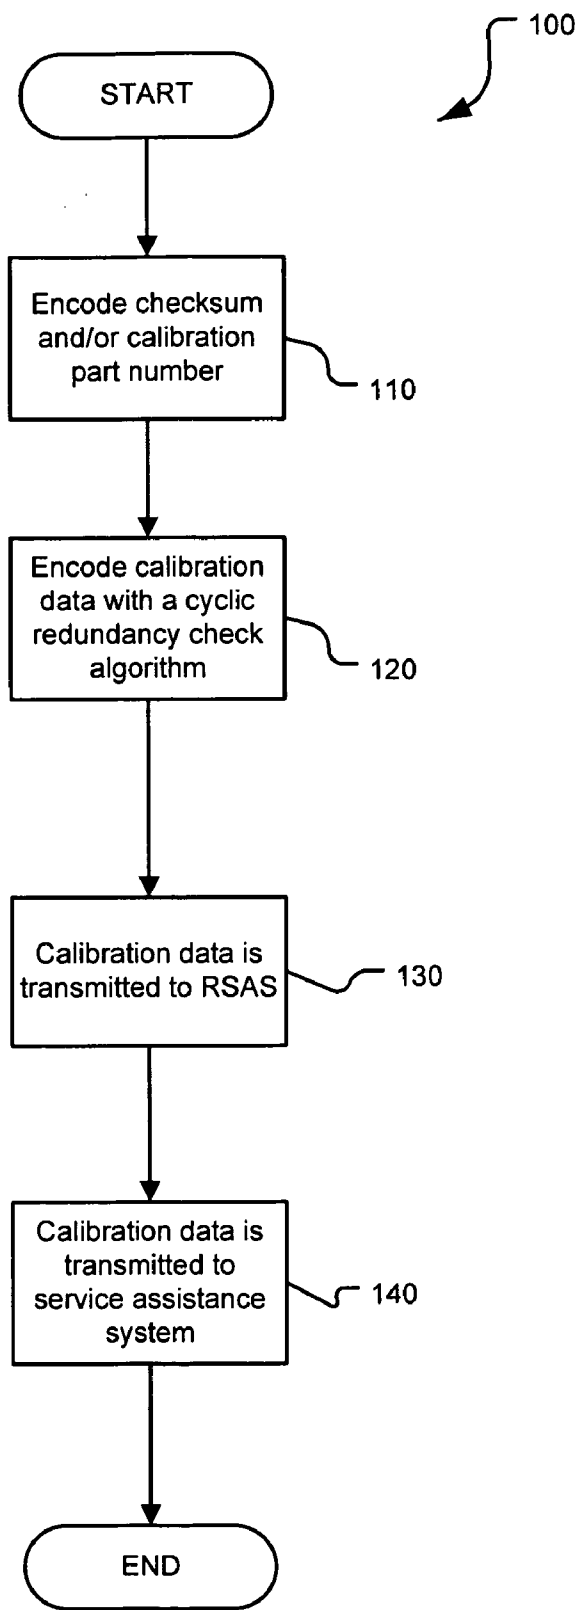 100
START
Encode checksum
and/or calibration
part number
110
Encode calibration
data with a cyclic
redundancy check
algorithm
120
Calibration data is
transmitted to RSAS
130
Calibration data is
transmitted to
service assistance
system
140
END